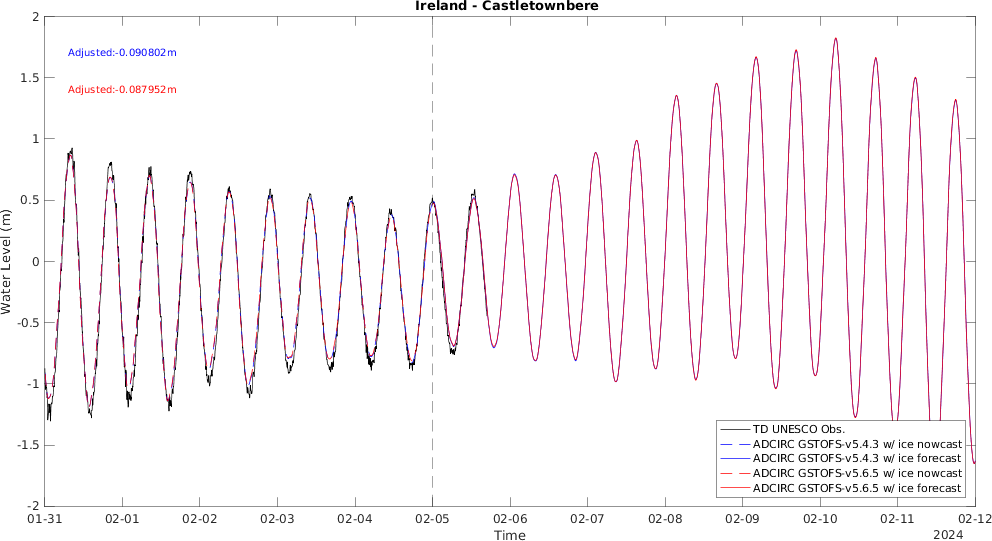 Ireland - Castletownbere
Adjusted:-0.090802m
Adjusted:-0.087952m
Water Level (m)
2
1.5
1
0.5
0
-0.5
-1
-1.5
-2
TD UNESCO Obs.
ADCIRC GSTOFS-v5.4.3 w/ ice nowcast
ADCIRC GSTOFS-v5.4.3 w/ ice forecast
ADCIRC GSTOFS-v5.6.5 w/ ice nowcast
ADCIRC GSTOFS-v5.6.5 w/ ice forecast
01-31 02-01 02-02 02-03 02-04 02-05 02-06 02-07 02-08 02-09 02-10 02-11 02-12
Time
2024